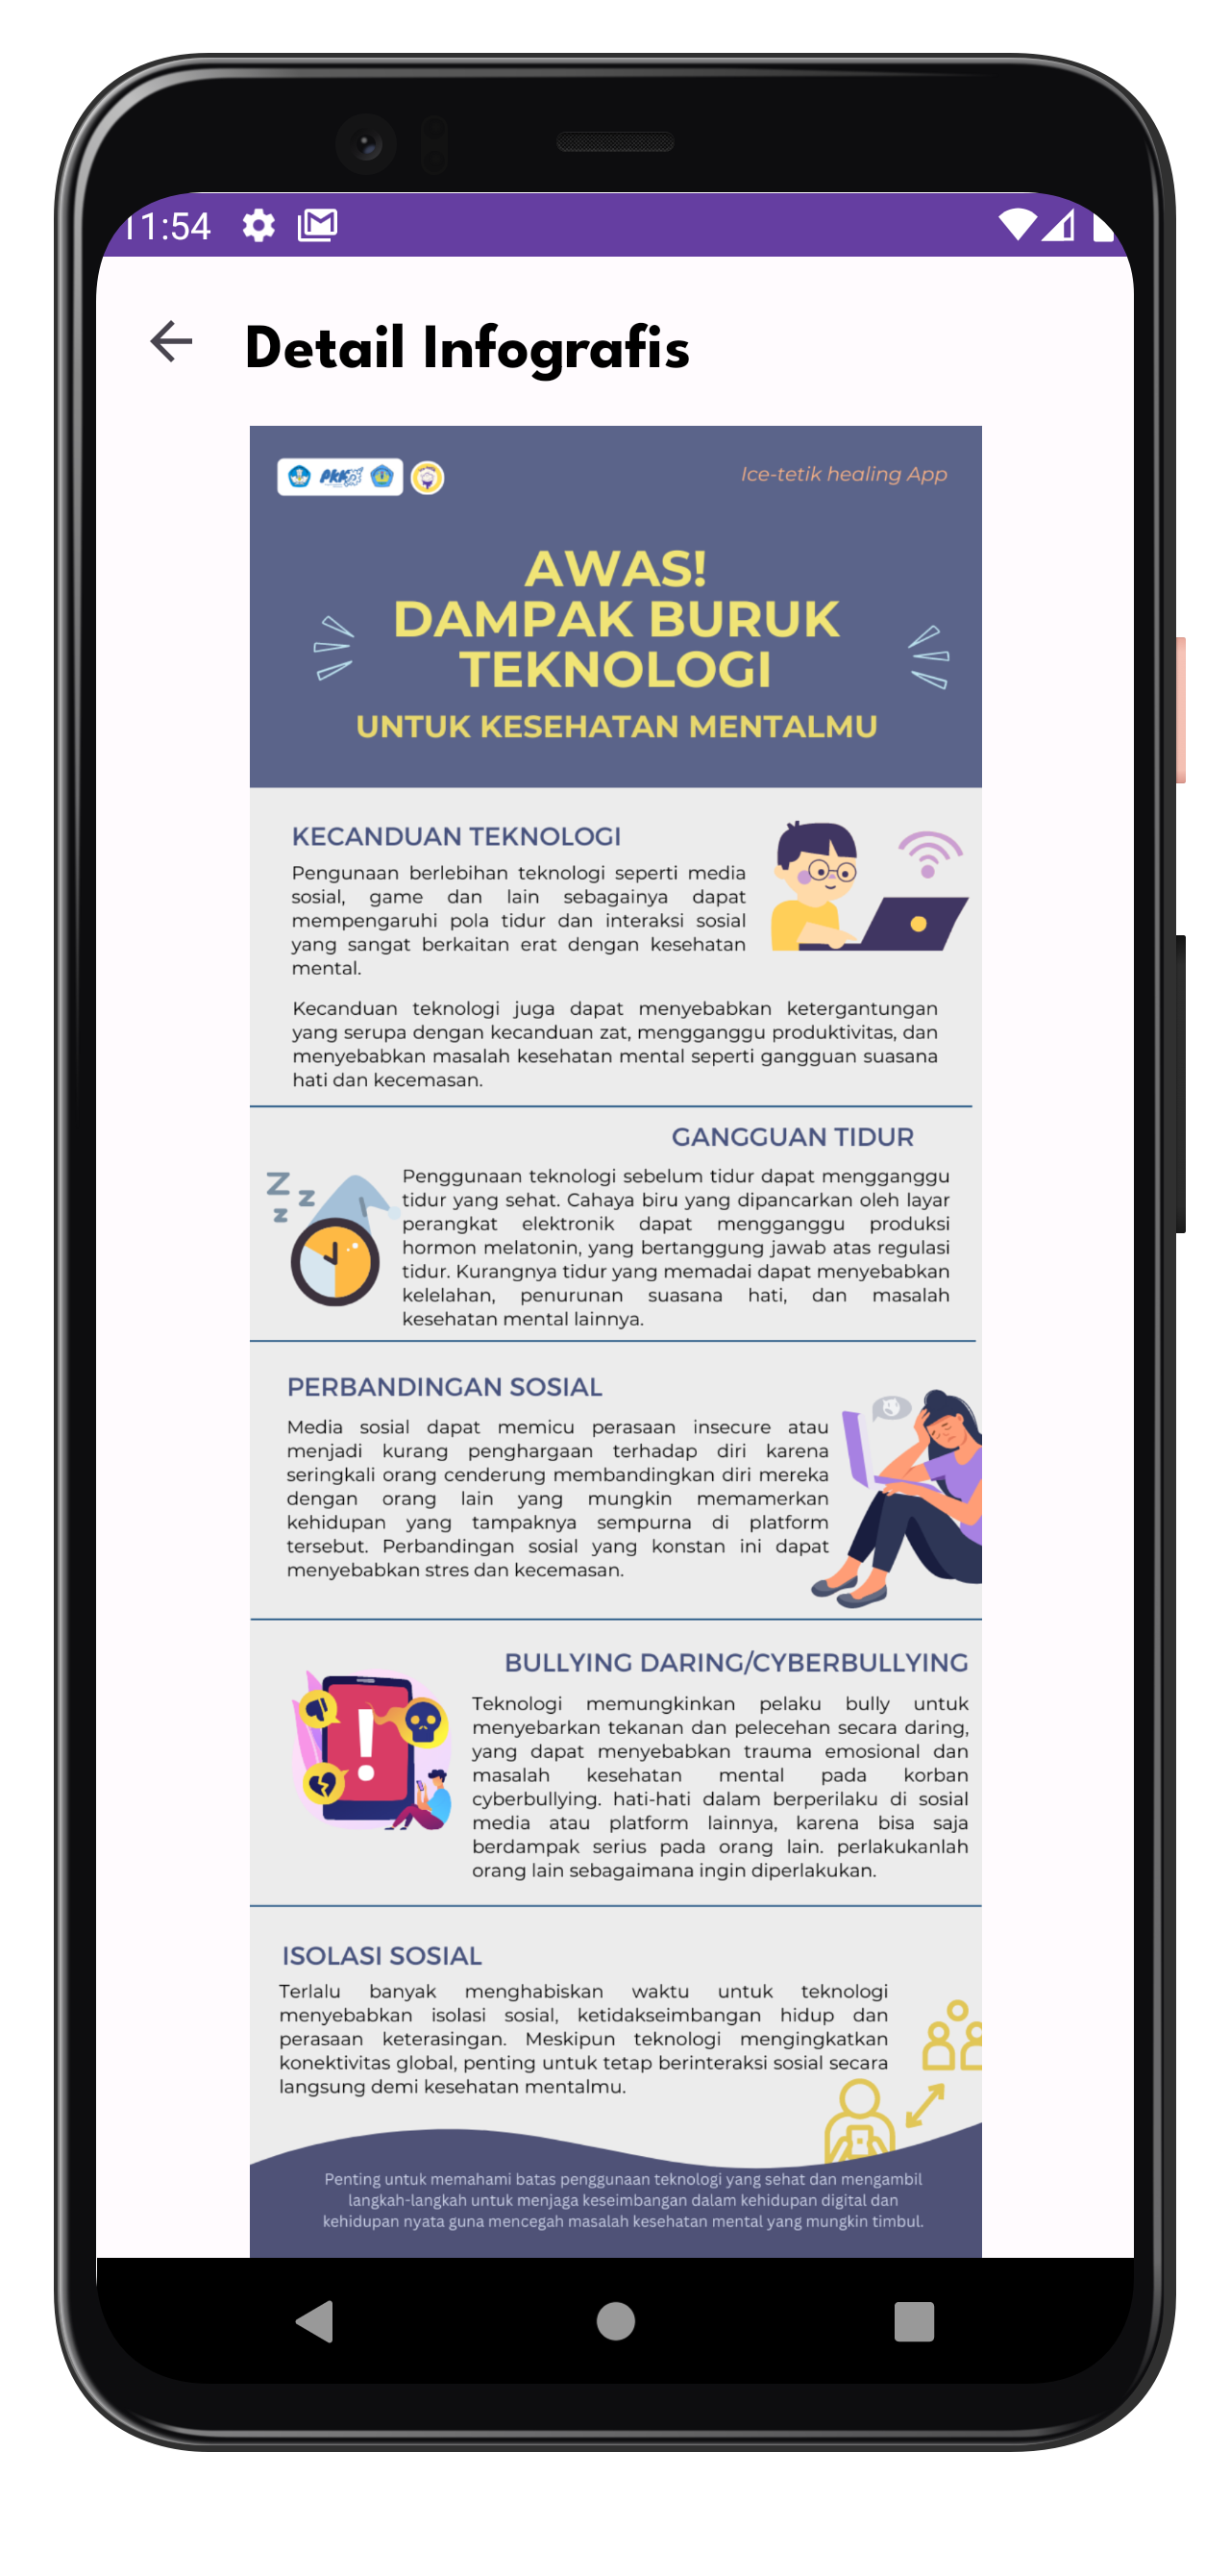 11:54
Detail Infografis
PKK
Ice-tetik healing App
AWAS!
DAMPAK BURUK
TEKNOLOGI
UNTUK KESEHATAN MENTALMU
KECANDUAN TEKNOLOGI
Pengunaan berlebihan teknologi seperti media
sosial, game dan lain sebagainya dapat
mempengaruhi pola tidur dan interaksi sosial
yang sangat berkaitan erat dengan kesehatan
mental.
Kecanduan teknologi juga dapat menyebabkan ketergantungan
yang serupa dengan kecanduan zat, mengganggu produktivitas, dan
menyebabkan masalah kesehatan mental seperti gangguan suasana
hati dan kecemasan.
GANGGUAN TIDUR
Z z z
Penggunaan teknologi sebelum tidur dapat mengganggu
tidur yang sehat. Cahaya biru yang dipancarkan oleh layar
perangkat elektronik dapat mengganggu produksi
hormon melatonin, yang bertanggung jawab atas regulasi
tidur. Kurangnya tidur yang memadai dapat menyebabkan
kelelahan, penurunan suasana hati, dan masalah
kesehatan mental lainnya.
PERBANDINGAN SOSIAL
Media sosial dapat memicu perasaan insecure atau
menjadi kurang penghargaan terhadap diri karena
seringkali orang cenderung membandingkan diri mereka
dengan orang lain yang mungkin memamerkan
kehidupan yang tampaknya sempurna di platform
tersebut. Perbandingan sosial yang konstan ini dapat
menyebabkan stres dan kecemasan.
BULLYING DARING/CYBERBULLYING
Teknologi memungkinkan pelaku bully untuk
menyebarkan tekanan dan pelecehan secara daring,
yang dapat menyebabkan trauma emosional dan
masalah kesehatan mental pada korban
cyberbullying. hati-hati dalam berperilaku di sosial
media atau platform lainnya, karena bisa saja
berdampak serius pada orang lain. perlakukanlah
orang lain sebagaimana ingin diperlakukan.
ISOLASI SOSIAL
Terlalu banyak menghabiskan waktu untuk teknologi
menyebabkan isolasi sosial, ketidakseimbangan hidup dan
perasaan keterasingan. Meskipun teknologi mengingkatkan
konektivitas global, penting untuk tetap berinteraksi sosial secara
langsung demi kesehatan mentalmu.
Penting untuk memahami batas penggunaan teknologi yang sehat dan mengambil
langkah-langkah untuk menjaga keseimbangan dalam kehidupan digital dan
kehidupan nyata guna mencegah masalah kesehatan mental yang mungkin timbul.